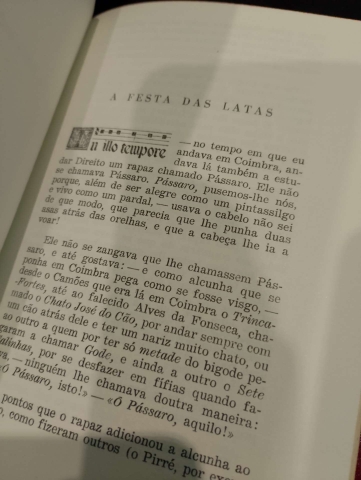 A FESTA DAS LATAS
In illo tempore — no tempo em que eu
andava em Coimbra, an-
dava lá também a estu-
dar Direito um rapaz chamado Pássaro. Ele não
se chamava Pássaro. Pássaro, pusemos-lhe nós,
porque, além de ser alegre como um pintassilgo
e vivo como um pardal, — usava o cabelo não sei
de que modo, que parecia que lhe punha duas
asas atrás das orelhas, e que a cabeça lhe ia a
voar!
Ele não se zangava que lhe chamassem Pás-
saro, e até gostava: — e como alcunha que se
ponha em Coimbra pega como se fosse visgo, —
desde o Camões que era lá em Coimbra o Trinca-
-Fortes, até ao falecido Alves da Fonseca, cha-
mado o Chato José do Cão, por andar sempre com
um cão atrás dele e ter um nariz muito chato, ou
ao outro a quem por ter só metade do bigode pe-
garam a chamar Gode, e ainda a outro o Sete
por se desfazer em fífias quando fa-
— ninguém lhe chamava doutra maneira:
«Ó Pássaro, isto!» — «Ó Pássaro, aquilo!»
pontos que o rapaz adicionou a alcunha ao
como fizeram outros (o Pirré, por